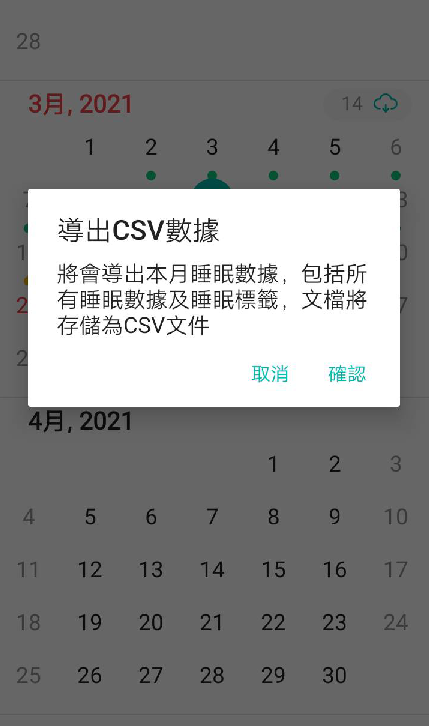 28
3月, 2021
14
1 2 3 4 5 6
導出CSV數據
將會導出本月睡眠數據，包括所
有睡眠數據及睡眠標籤，文檔將
存儲為CSV文件
取消 確認
4月, 2021
1 2 3
4 5 6 7 8 9 10
11 12 13 14 15 16 17
18 19 20 21 22 23 24
25 26 27 28 29 30